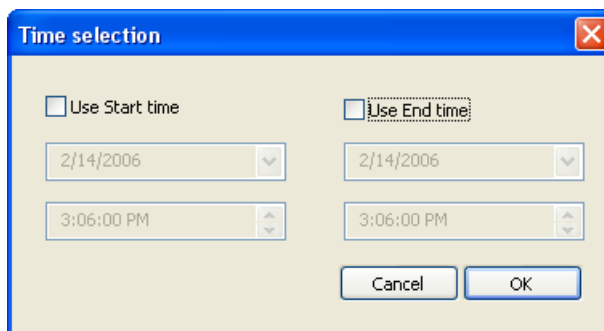 Time selection
Use Start time
Use End time
2/14/2006
2/14/2006
3:06:00 PM
3:06:00 PM
Cancel
OK